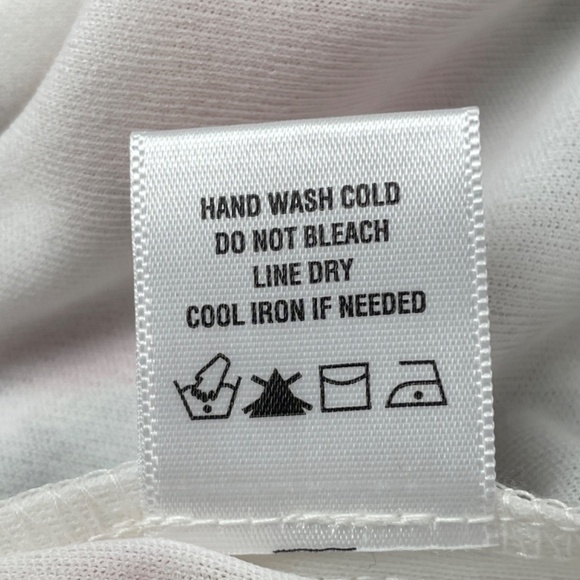 HAND WASH COLD
DO NOT BLEACH
LINE DRY
COOL IRON IF NEEDED